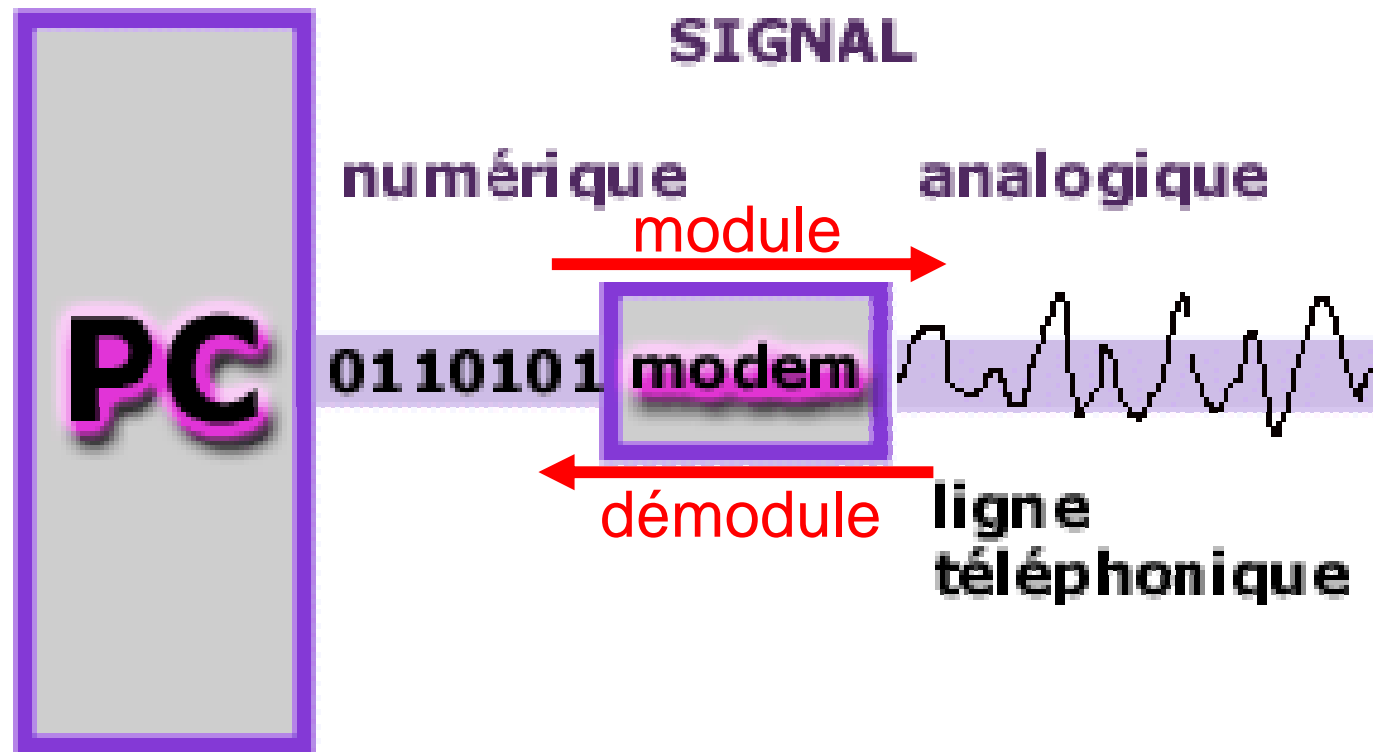 SIGNAL
numérique analogique
module
PC 0110101 modem
démodule
ligne
téléphonique